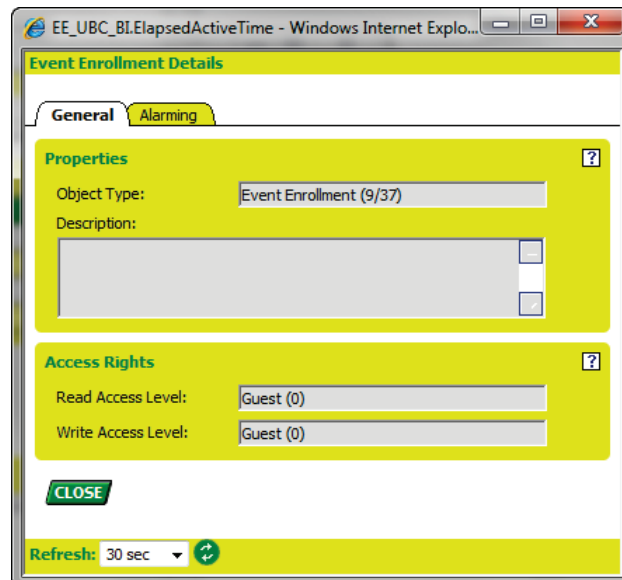 EE_UBC_BI.ElapsedActiveTime - Windows Internet Explo...
Event Enrollment Details
General Alarming
Properties ?
Object Type: Event Enrollment (9/37)
Description:
Access Rights ?
Read Access Level: Guest (0)
Write Access Level: Guest (0)
CLOSE
Refresh: 30 sec